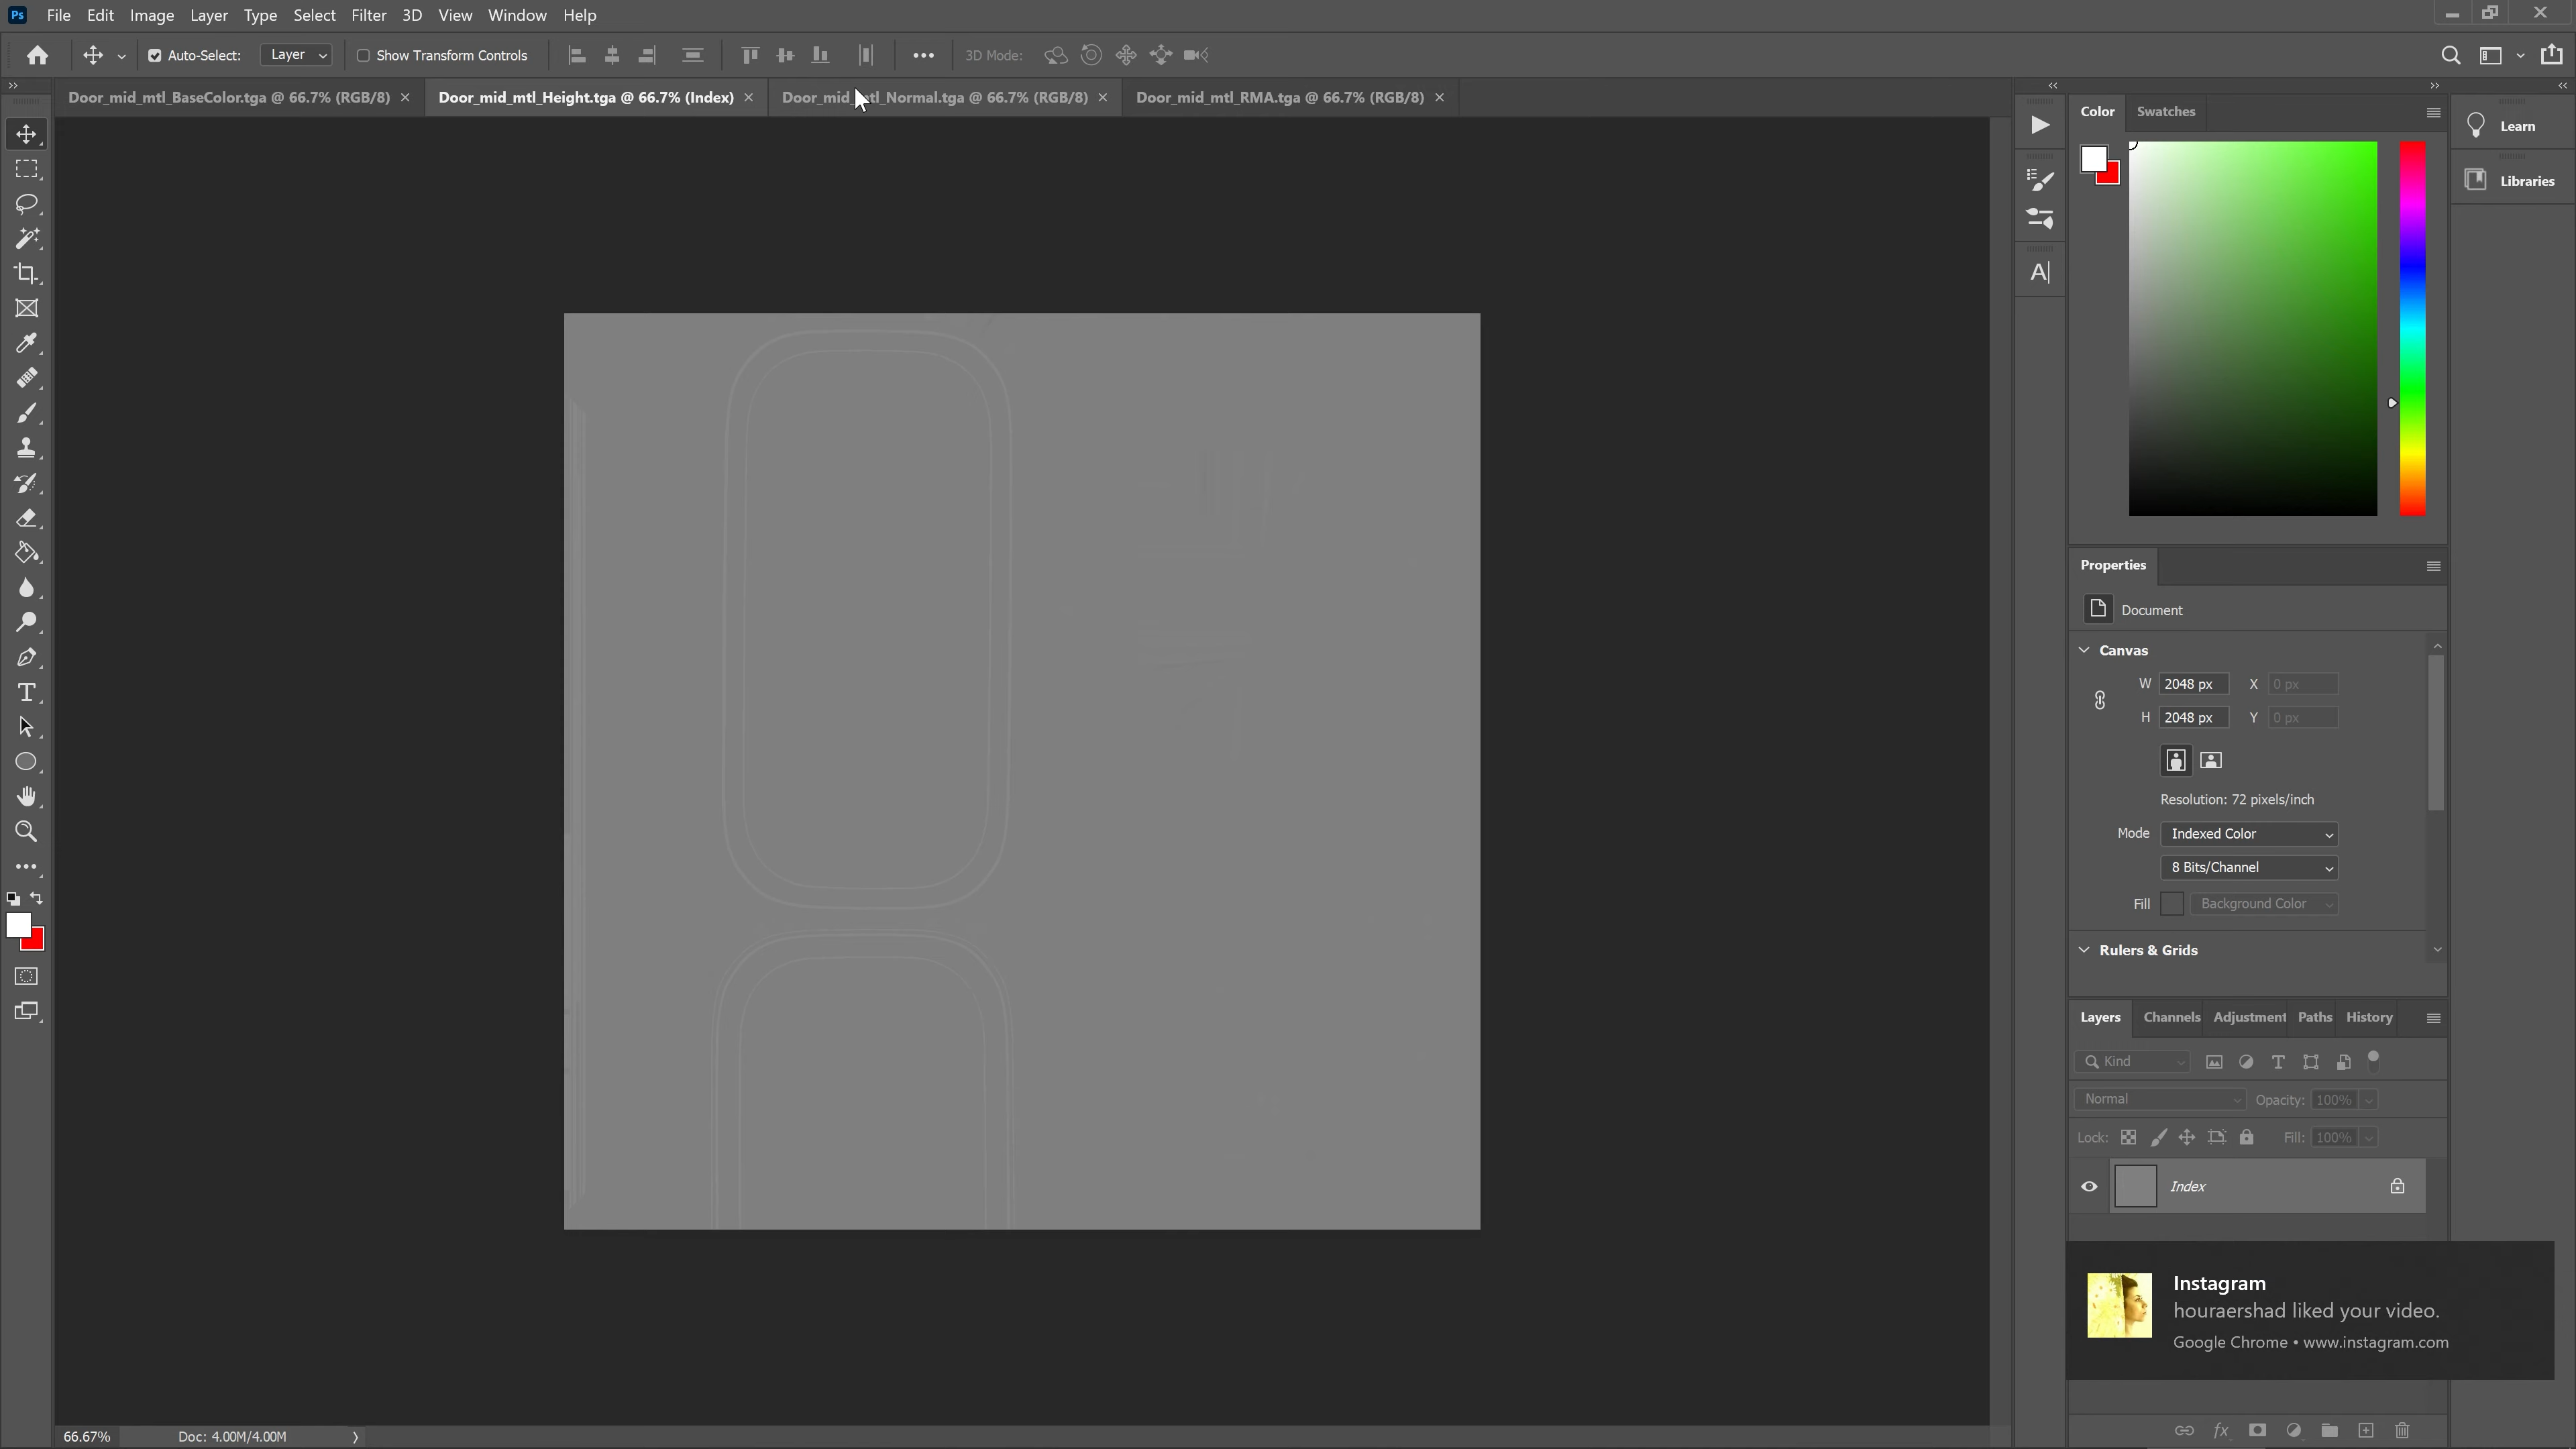 Ps File Edit Image Layer Type Select Filter 3D View Window Help
Auto-Select: Layer Show Transform Controls 3D Mode:
Door_mid_mtl_BaseColor.tga @ 66.7% (RGB/8) Door_mid_mtl_Height.tga @ 66.7% (Index) Door_mid_mtl_Normal.tga @ 66.7% (RGB/8) Door_mid_mtl_RMA.tga @ 66.7% (RGB/8)
Color Swatches
Learn
Libraries
Properties
Document
Canvas
W 2048 px X 0 px
H 2048 px Y 0 px
Resolution: 72 pixels/inch
Mode Indexed Color
8 Bits/Channel
Fill Background Color
Rulers & Grids
Layers Channels Adjustment Paths History
Kind
Normal Opacity: 100%
Lock: Fill: 100%
Index
Instagram
houraershad liked your video.
Google Chrome • www.instagram.com
66.67% Doc: 4.00M/4.00M